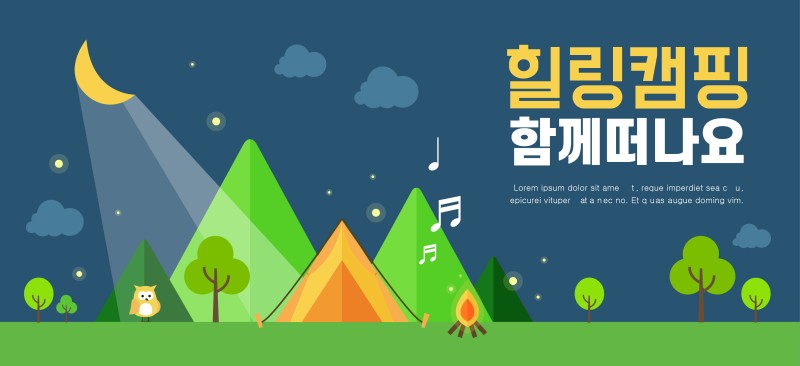 힐링캠핑
함께떠나요
Lorem ipsum dolor sit ame t, reque imperdiet sea c u,
epicurei vituper at a n ec no. Et q uas augue doming vim.